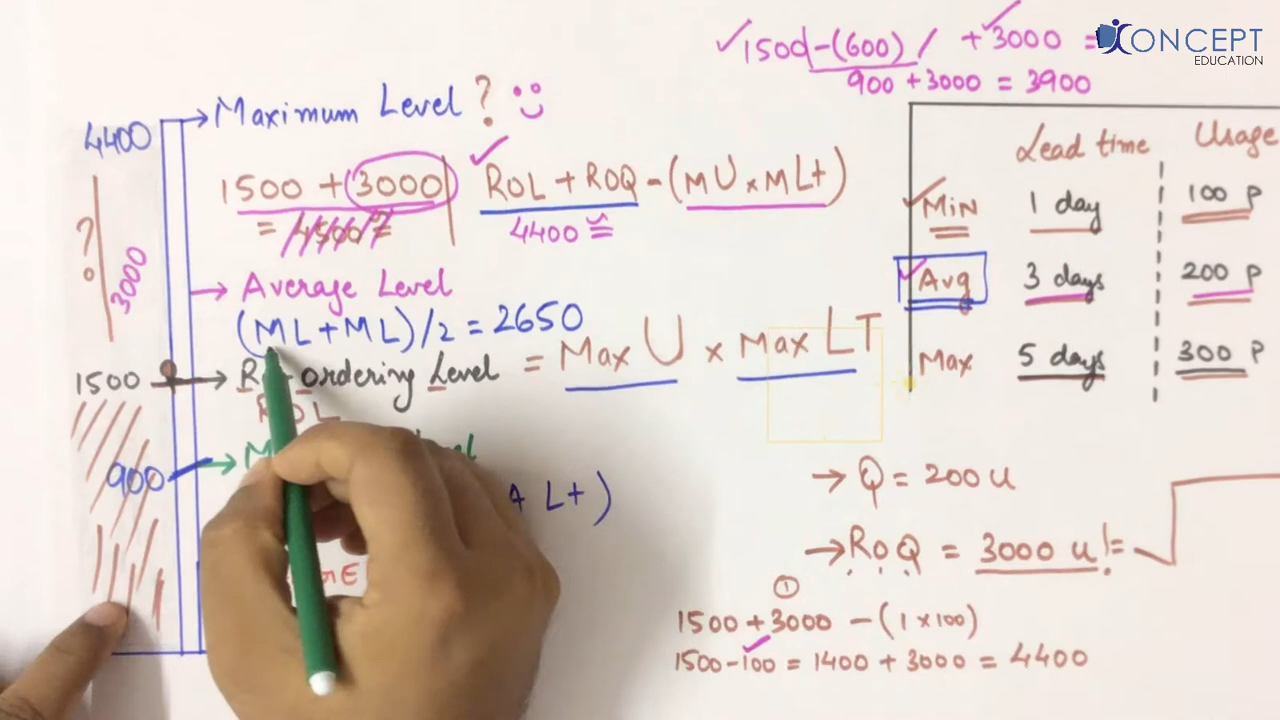 1500-(600)/ +3000 =
900 +3000 = 3900
CONCEPT
EDUCATION
4400 → Maximum Level ?
1500 + 3000 | ROL + ROQ - (MU × MLt)
= 4500 =
4400 =
? 3000
→ Average Level
(ML+ML)/2 = 2650
1500 → Re-ordering Level = Max U × Max LT
ROL
900 →
Lt)
Lead time Usage
Min 1 day 100 P
Avg 3 days 200 P
Max 5 days 300 P
→ Q = 200 u
→ ROQ = 3000 u!=
1
1500 + 3000 - (1 × 100)
1500-100 = 1400 + 3000 = 4400